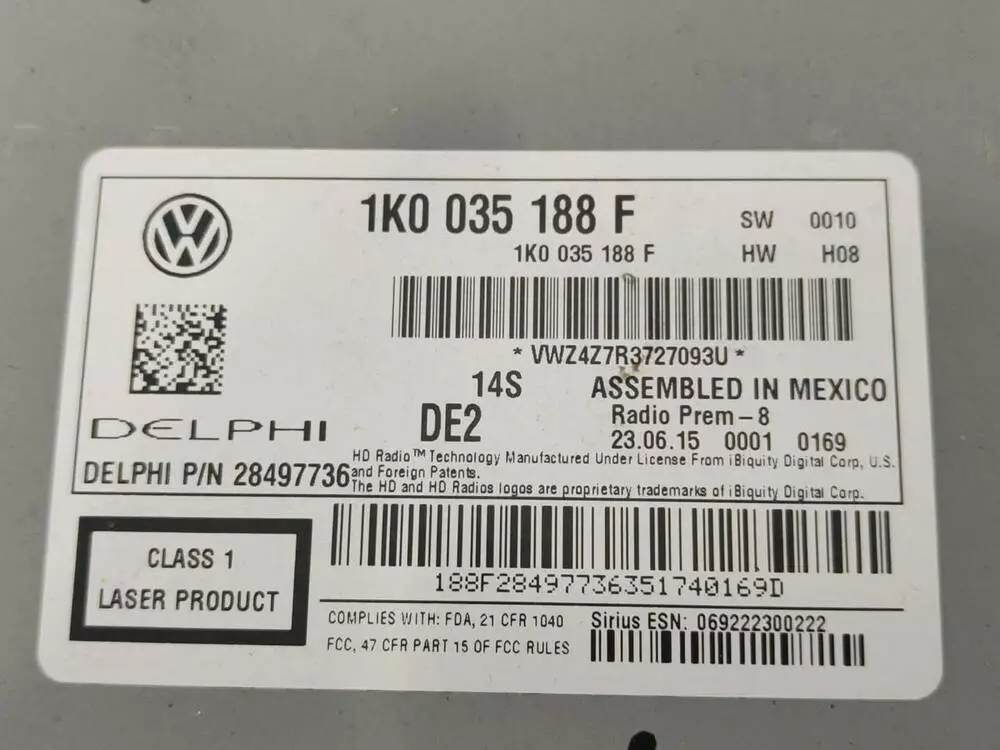 1K0 035 188 F
SW 0010
1K0 035 188 F
HW H08
* VWZ4Z7R3727093U *
14S
ASSEMBLED IN MEXICO
DELPHI
DE2
Radio Prem-8
23.06.15 0001 0169
DELPHI P/N 28497736
HD Radio™ Technology Manufactured Under License From iBiquity Digital Corp, U.S.
and Foreign Patents.
The HD and HD Radios logos are proprietary trademarks of iBiquity Digital Corp.
CLASS 1
LASER PRODUCT
188F28497736351740169D
COMPLIES WITH: FDA, 21 CFR 1040
FCC, 47 CFR PART 15 OF FCC RULES
Sirius ESN: 069222300222